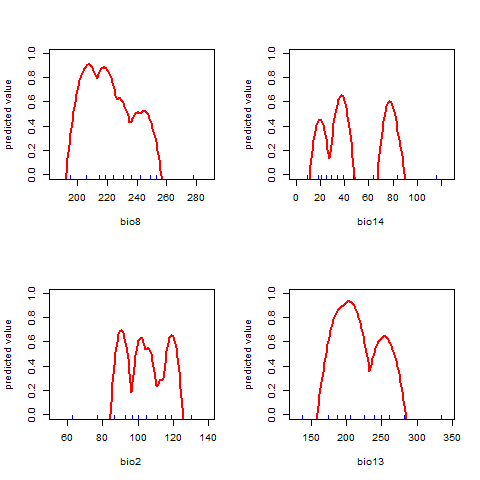 predicted value
0.0 0.2 0.4 0.6 0.8 1.0
200 220 240 260 280
bio8
predicted value
0.0 0.2 0.4 0.6 0.8 1.0
0 20 40 60 80 100
bio14
predicted value
0.0 0.2 0.4 0.6 0.8 1.0
60 80 100 120 140
bio2
predicted value
0.0 0.2 0.4 0.6 0.8 1.0
150 200 250 300 350
bio13